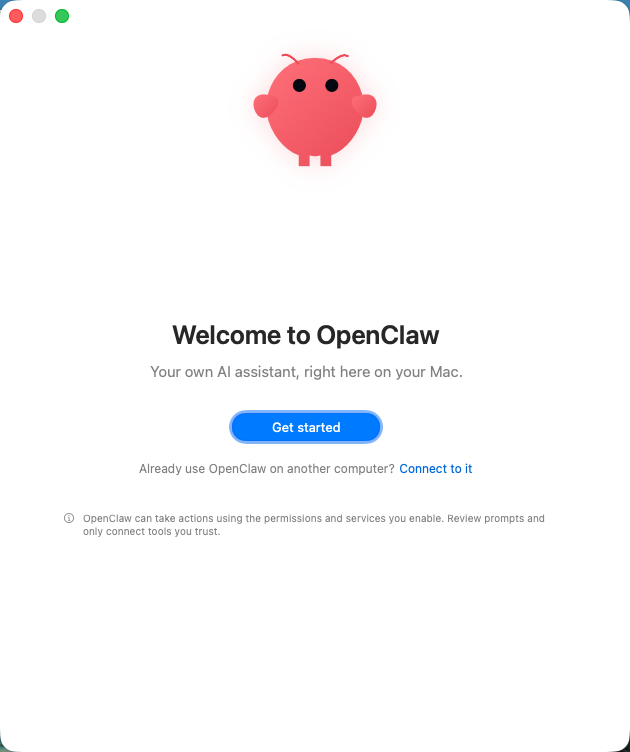 Welcome to OpenClaw
Your own AI assistant, right here on your Mac.
Get started
Already use OpenClaw on another computer? Connect to it
OpenClaw can take actions using the permissions and services you enable. Review prompts and
only connect tools you trust.